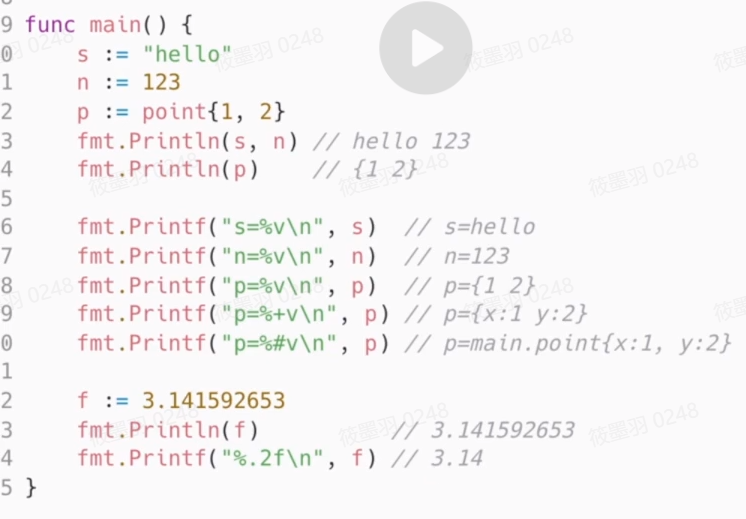 9 func main() {
0 s := "hello"
1 n := 123
2 p := point{1, 2}
3 fmt.Println(s, n) // hello 123
4 fmt.Println(p) // {1 2}
5
6 fmt.Printf("s=%v\n", s) // s=hello
7 fmt.Printf("n=%v\n", n) // n=123
8 fmt.Printf("p=%v\n", p) // p={1 2}
9 fmt.Printf("p=%+v\n", p) // p={x:1 y:2}
0 fmt.Printf("p=%#v\n", p) // p=main.point{x:1, y:2}
1
2 f := 3.141592653
3 fmt.Println(f) // 3.141592653
4 fmt.Printf("%.2f\n", f) // 3.14
5 }
筱墨羽 0248